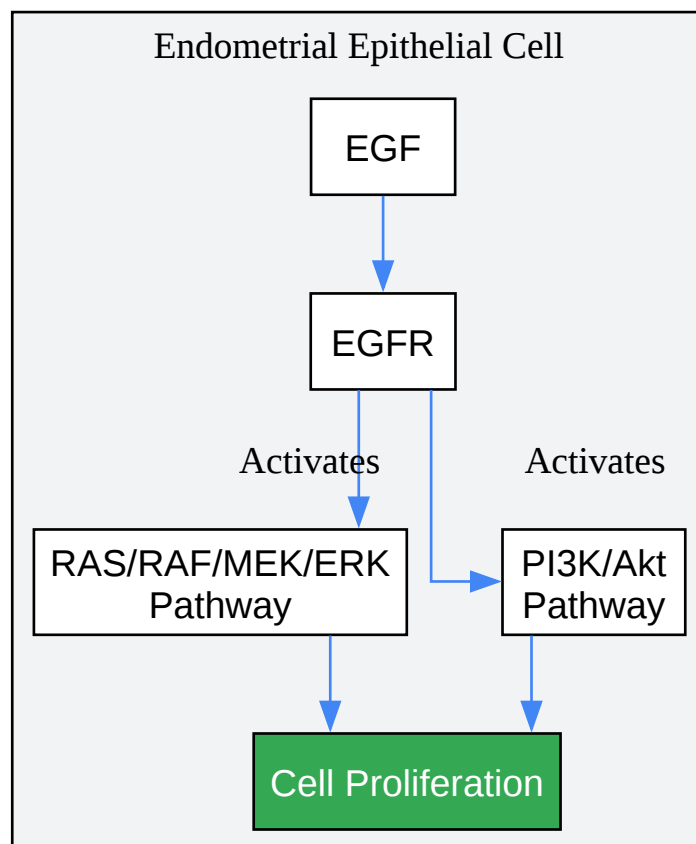 Endometrial Epithelial Cell
EGF
EGFR
Activates
Activates
RAS/RAF/MEK/ERK
Pathway
PI3K/Akt
Pathway
Cell Proliferation